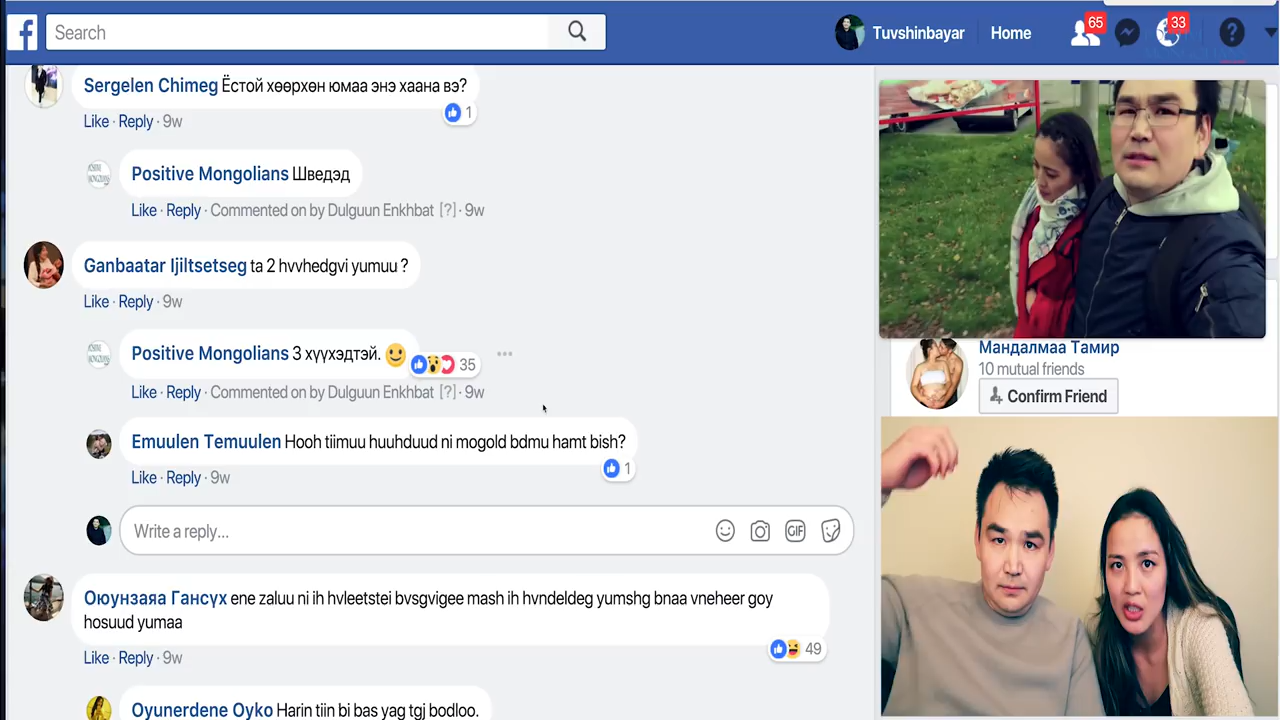 Search
Tuvshinbayar
Home
65
33
?
Sergelen Chimeg Ёстой хөөрхөн юмаа энэ хаана вэ?
1
Like · Reply · 9w
Positive Mongolians Шведэд
Like · Reply · Commented on by Dulguun Enkhbat [?] · 9w
Ganbaatar Ijiltsetseg ta 2 hvvhedgvi yumuu ?
Like · Reply · 9w
Positive Mongolians 3 хүүхэдтэй.
35
Like · Reply · Commented on by Dulguun Enkhbat [?] · 9w
Emuulen Temuulen Hooh tiimuu huuhduud ni mogold bdmu hamt bish?
1
Like · Reply · 9w
Write a reply...
GIF
Оюунзаяа Гансүх ene zaluu ni ih hvleetstei bvsgvigee mash ih hvndeldeg yumshg bnaa vneheer goy
hosuud yumaa
49
Like · Reply · 9w
Oyunerdene Oyko Harin tiin bi bas yag tgj bodloo.
Мандалмаа Тамир
10 mutual friends
Confirm Friend